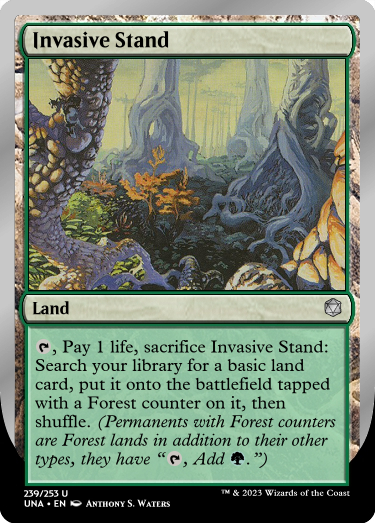 Invasive Stand
Land
, Pay 1 life, sacrifice Invasive Stand:
Search your library for a basic land
card, put it onto the battlefield tapped
with a Forest counter on it, then
shuffle. (Permanents with Forest counters
are Forest lands in addition to their other
types, they have “ , Add .”)
239/253 U
UNA • EN Anthony S. Waters
™ & 2023 Wizards of the Coast